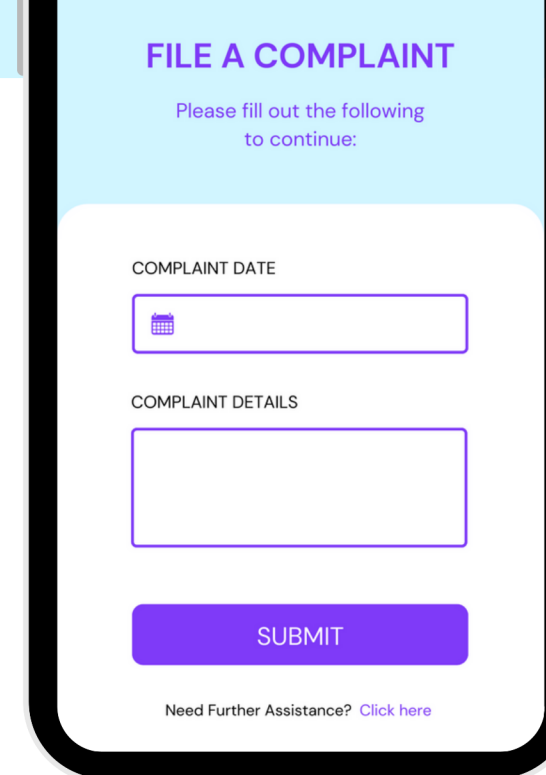 FILE A COMPLAINT
Please fill out the following
to continue:
COMPLAINT DATE
COMPLAINT DETAILS
SUBMIT
Need Further Assistance? Click here